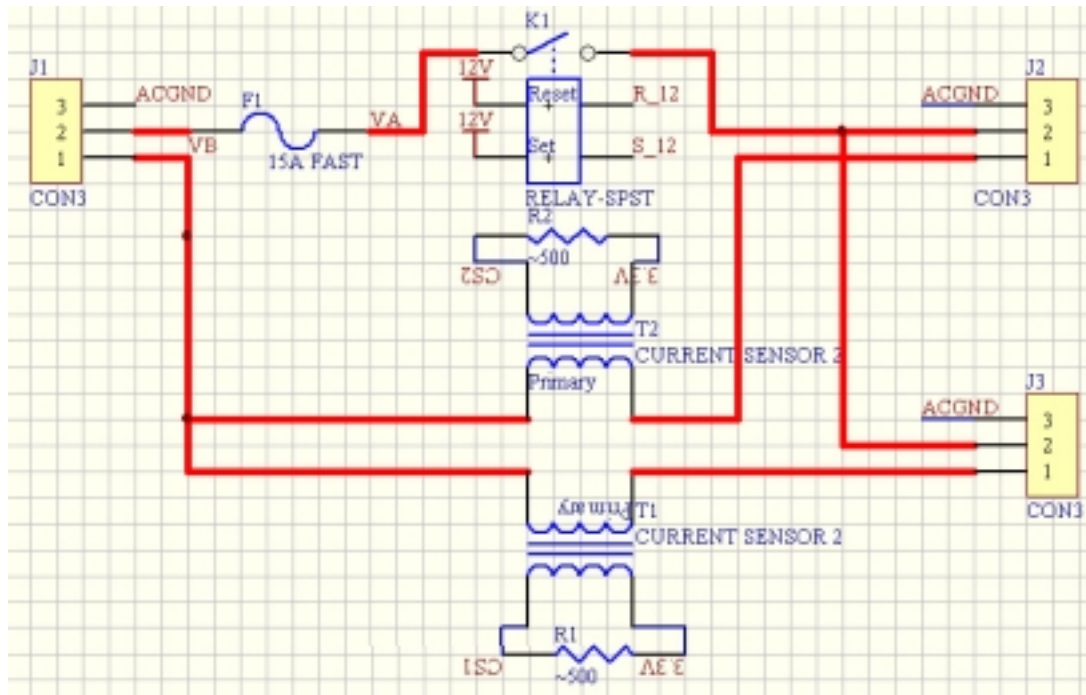 K1
J1
12V
J2
ACGND
F1
Reset
R_12
ACGND
3
3
2
12V
VA
2
VB
1
15A FAST
Set
S_12
1
CON3
RELAY-SPST
CON3
R2
~500
CS2
3.3V
T2
CURRENT SENSOR 2
Primary
J3
ACGND
3
2
1
Primary
T1
CURRENT SENSOR 2
CON3
R1
CS1
~500
3.3V